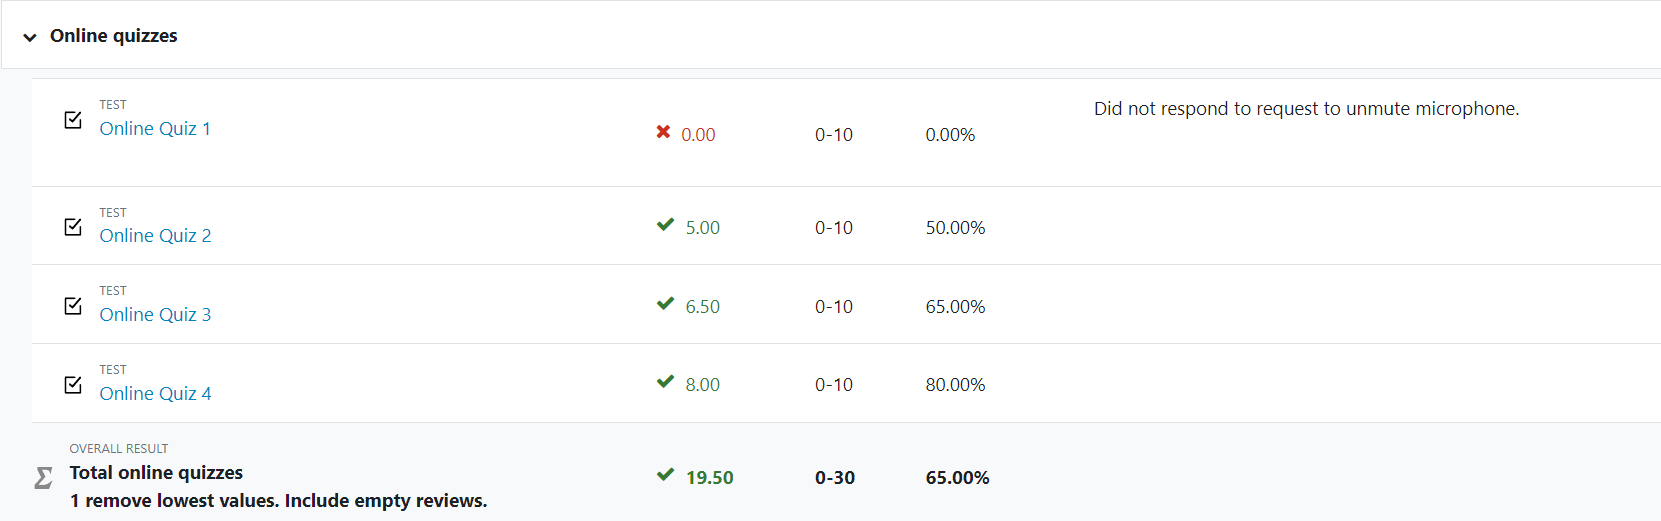 Online quizzes
TEST
Online Quiz 1
0.00 0-10 0.00% Did not respond to request to unmute microphone.
TEST
Online Quiz 2
5.00 0-10 50.00%
TEST
Online Quiz 3
6.50 0-10 65.00%
TEST
Online Quiz 4
8.00 0-10 80.00%
OVERALL RESULT
Total online quizzes
19.50 0-30 65.00%
1 remove lowest values. Include empty reviews.